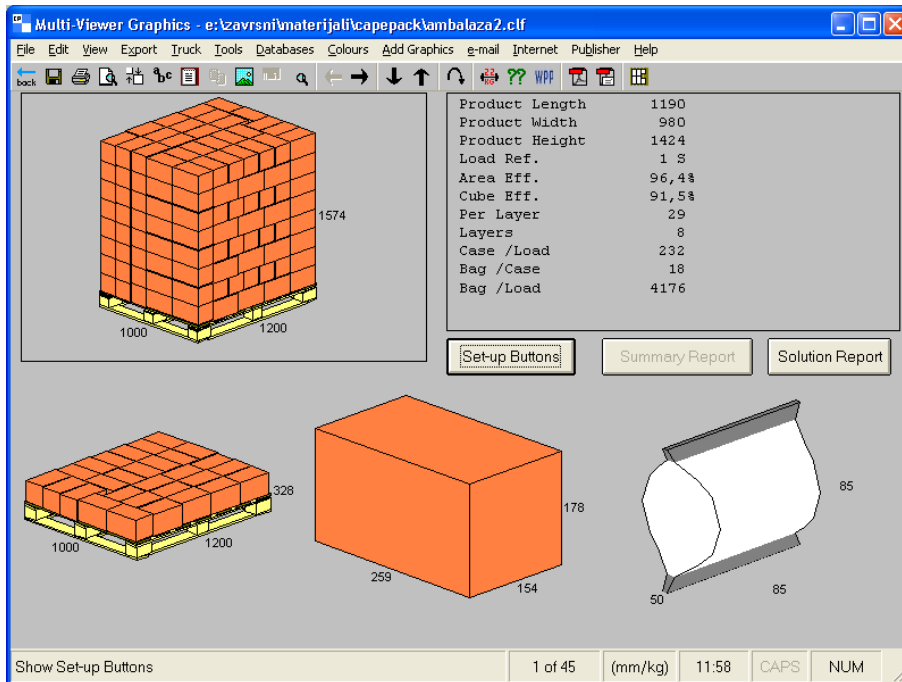 Multi-Viewer Graphics - e:\zavrsni\materijali\capepack\ambalaza2.clf
File Edit View Export Truck Tools Databases Colours Add Graphics e-mail Internet Publisher Help
back abc 22 KG ?? WPP
Product Length 1190
Product Width 980
Product Height 1424
Load Ref. 1 S
Area Eff. 96,4%
Cube Eff. 91,5%
Per Layer 29
Layers 8
Case /Load 232
Bag /Case 18
Bag /Load 4176
1574
1000 1200
Set-up Buttons Summary Report Solution Report
328
1000 1200
178
259 154
85
50 85
Show Set-up Buttons 1 of 45 (mm/kg) 11:58 CAPS NUM